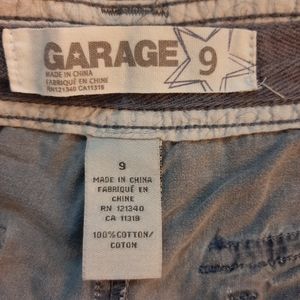 GARAGE
9
MADE IN CHINA
FABRIQUÉ EN CHINE
RN121340 CA11319
9
MADE IN CHINA
FABRIQUÉ EN
CHINE
RN 121340
CA 11319
100%COTTON/
COTON